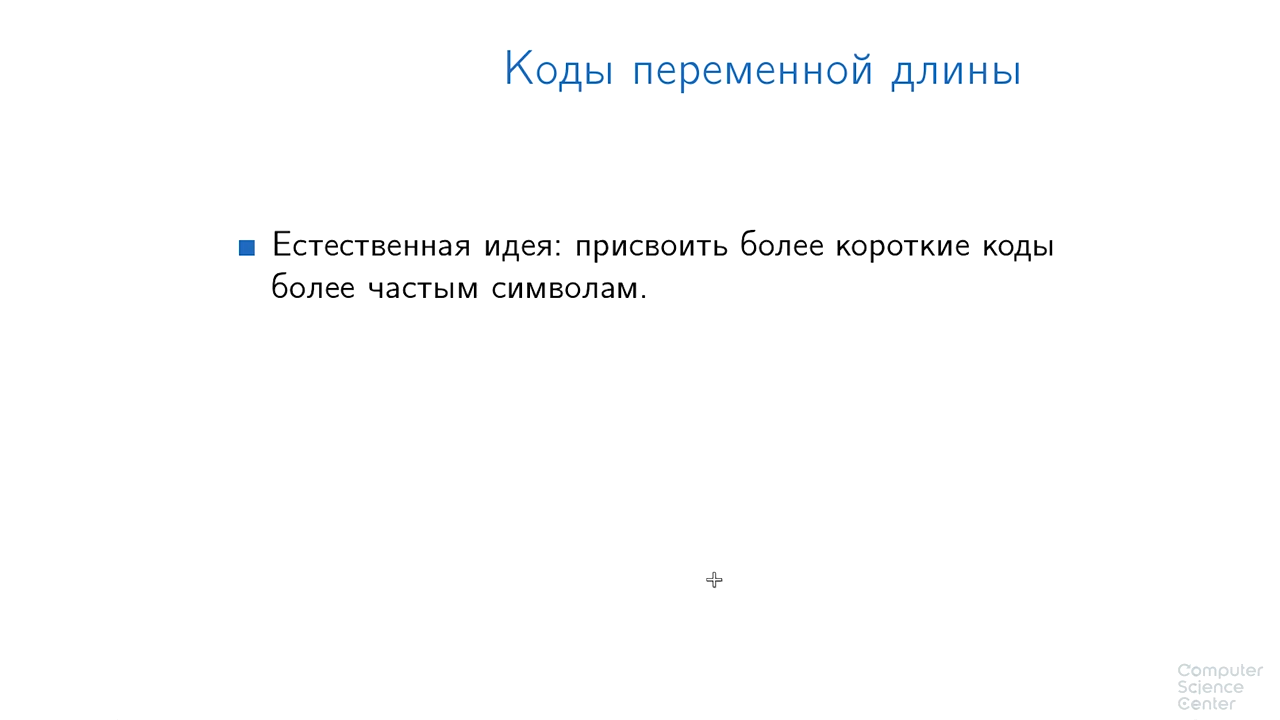 Коды переменной длины
Естественная идея: присвоить более короткие коды
более частым символам.
Computer
Science
Center